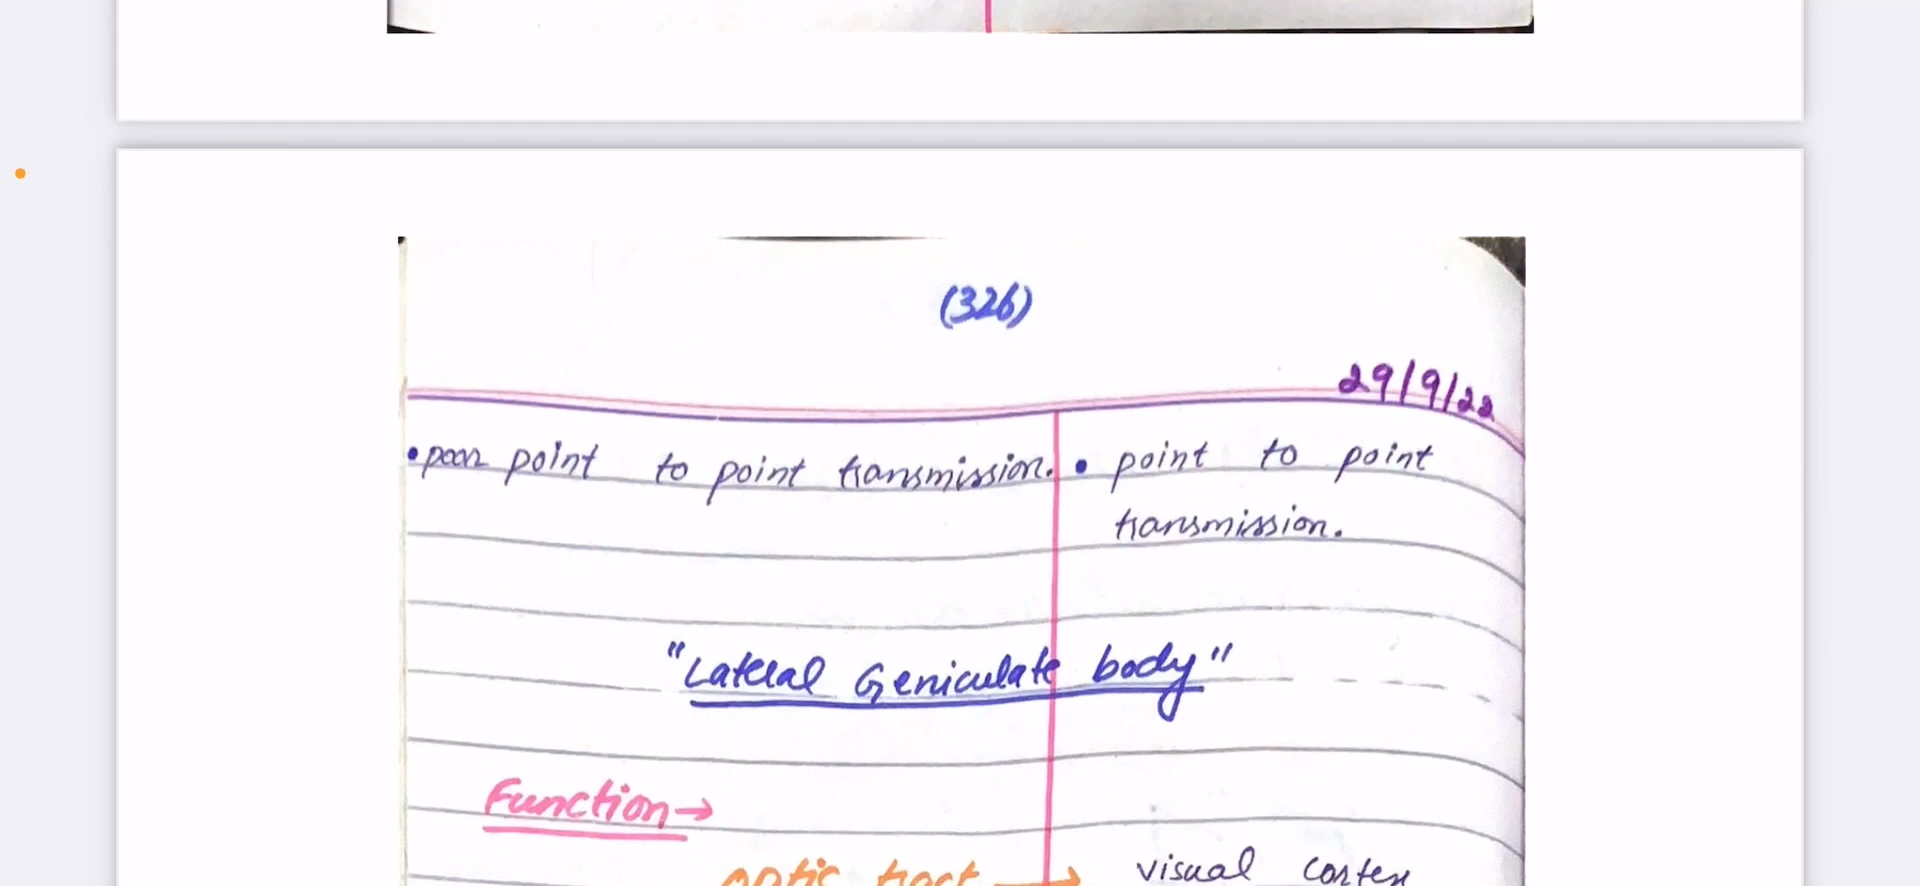 (326)
29/9/22
• poor point to point transmission.
• point to point
transmission.
"Lateral Geniculate body"
Function→
optic tract → visual cortex